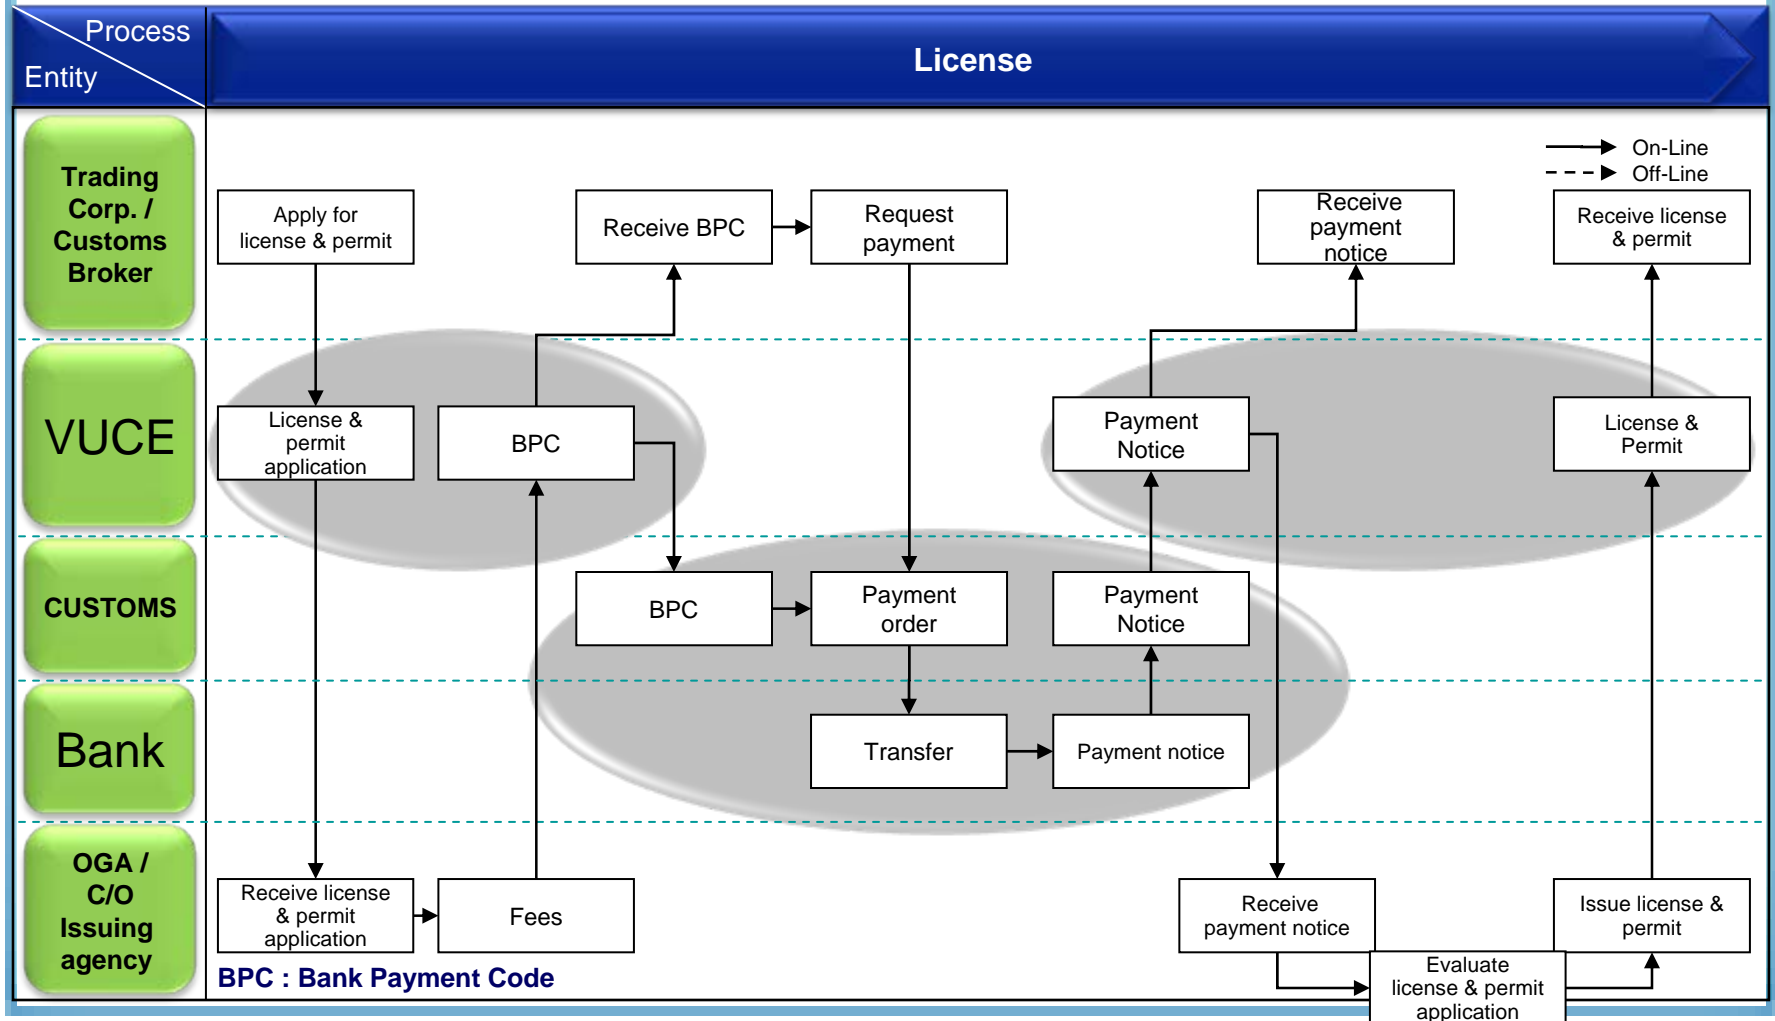 Process
Entity
License
On-Line
Off-Line
Trading
Corp. /
Customs
Broker
Apply for
license & permit
Receive BPC
Request
payment
Receive
payment
notice
Receive license
& permit
VUCE
License &
permit
application
BPC
Payment
Notice
License &
Permit
CUSTOMS
BPC
Payment
order
Payment
Notice
Bank
Transfer
Payment notice
OGA /
C/O
Issuing
agency
Receive license
& permit
application
Fees
Receive
payment notice
Issue license &
permit
Evaluate
license & permit
application
BPC : Bank Payment Code